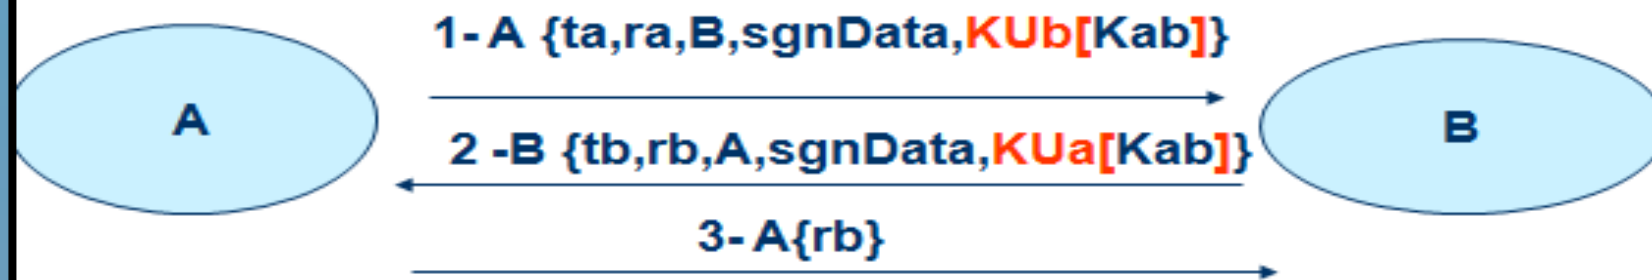 1- A {ta,ra,B,sgnData,KUb[Kab]}
A
2 -B {tb,rb,A,sgnData,KUa[Kab]}
B
3- A{rb}